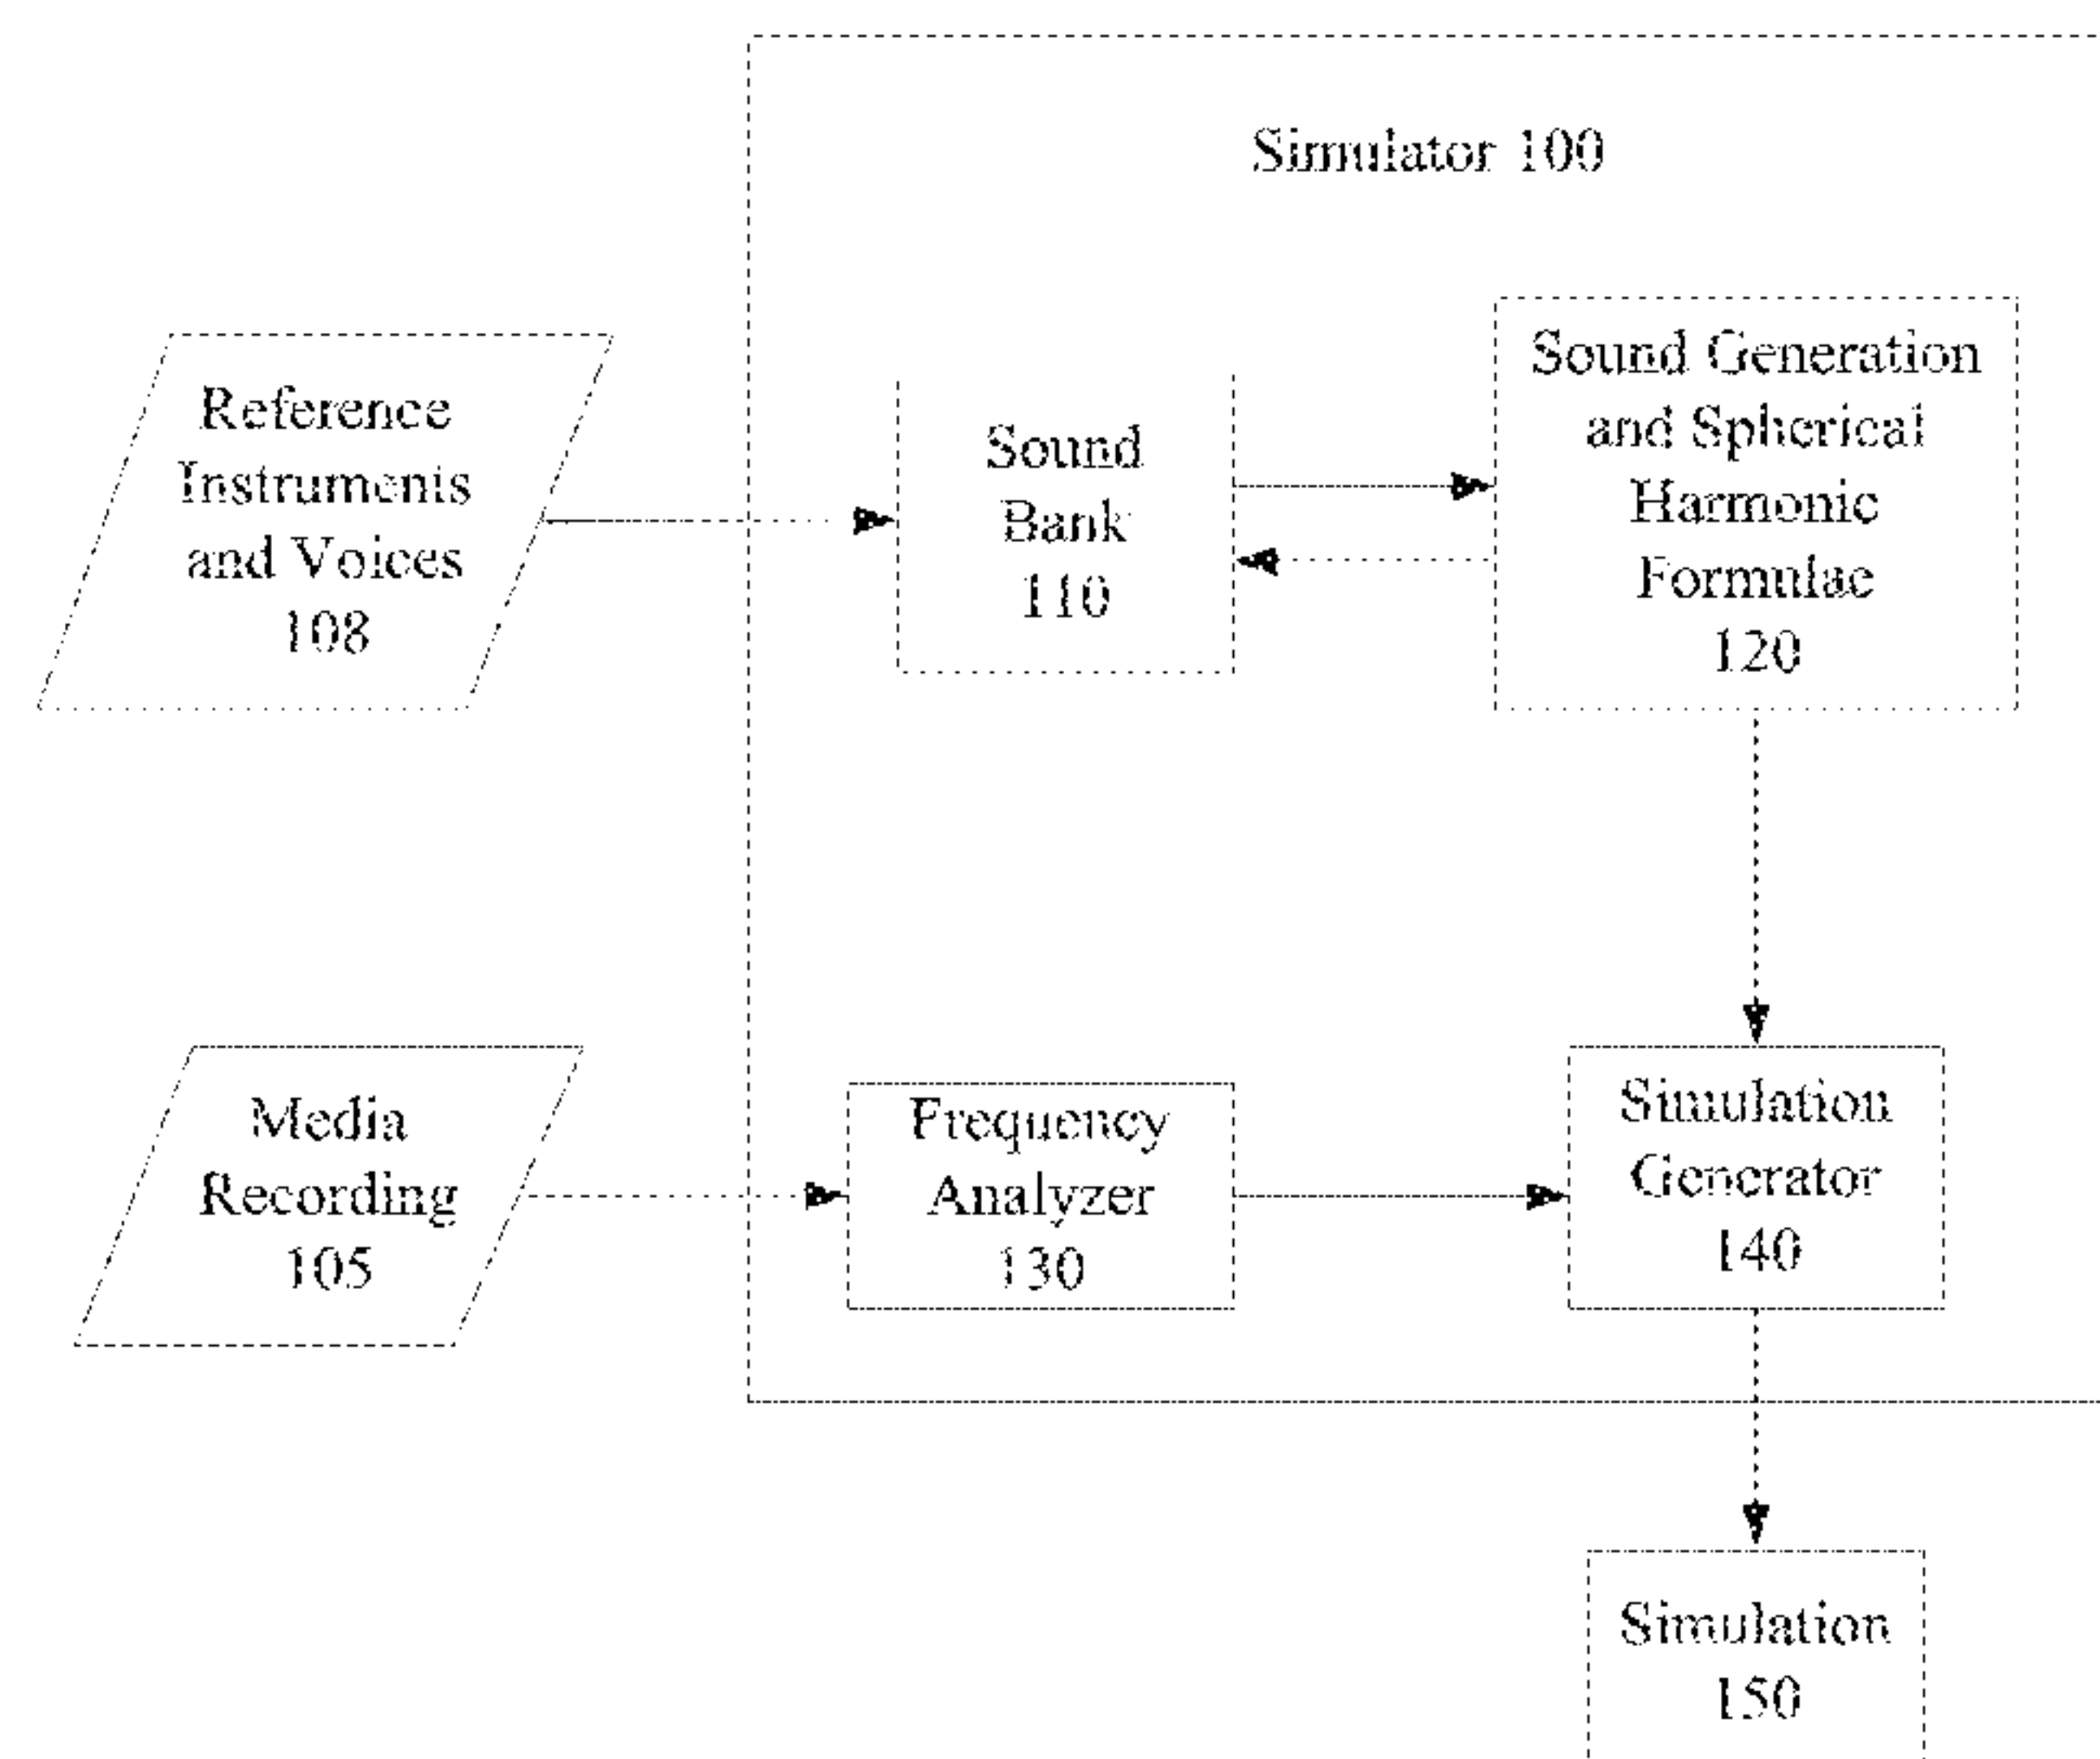 Simulator 100
Reference
Instruments
and Voices
108
Sound
Bank
110
Sound Generation
and Spherical
Harmonic
Formulae
120
Media
Recording
105
Frequency
Analyzer
130
Simulation
Generator
140
Simulation
150